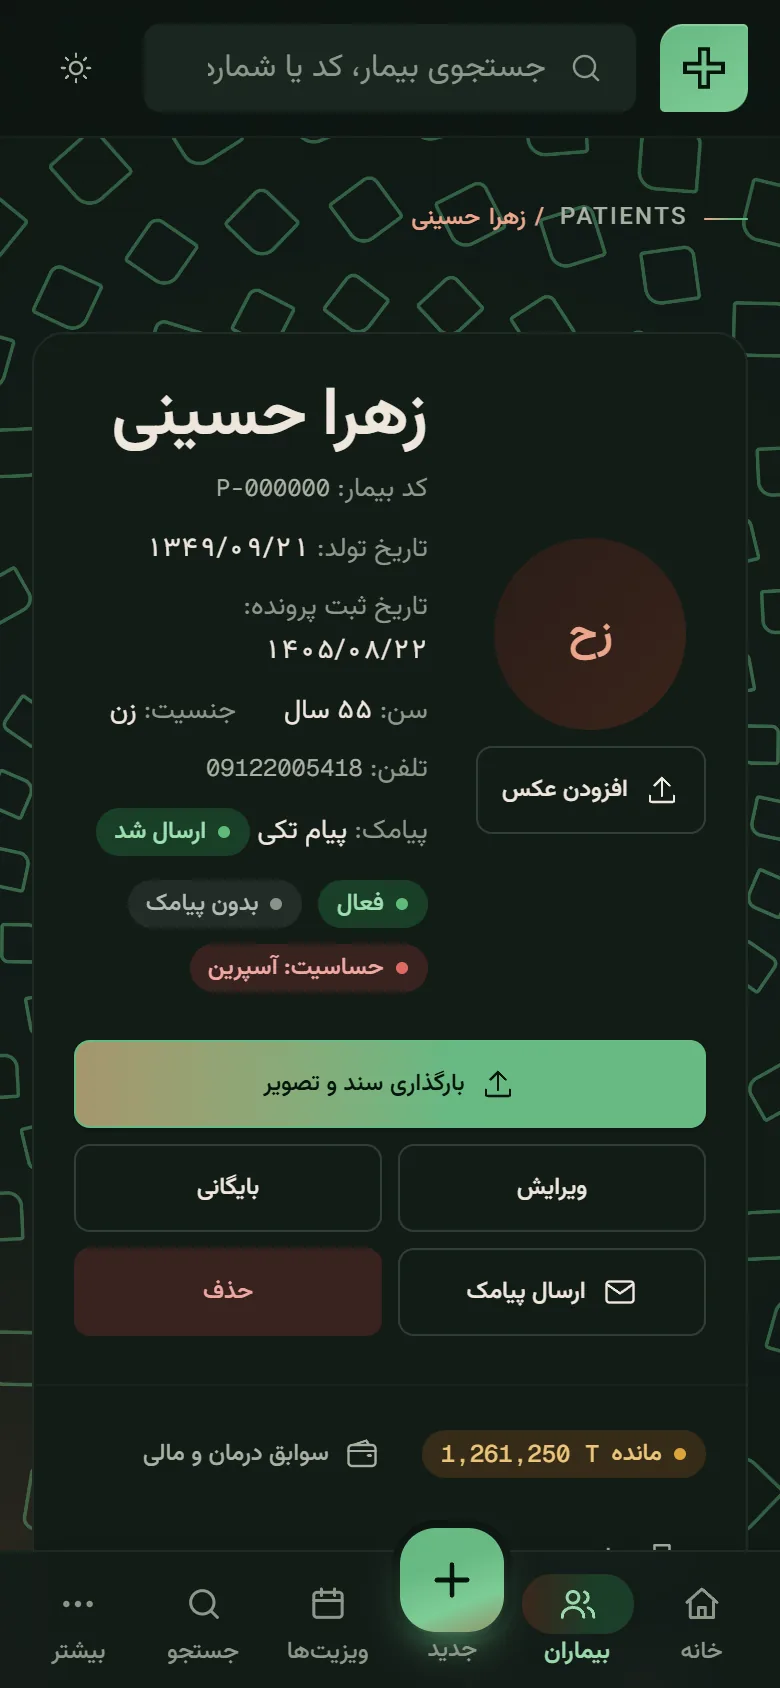 جستجوی بیمار، کد یا شماره
PATIENTS / زهرا حسینی
زهرا حسینی
کد بیمار: P-000000
تاریخ تولد: ۱۳۴۹/۰۹/۲۱
تاریخ ثبت پرونده:
۱۴۰۵/۰۸/۲۲
سن: ۵۵ سال جنسیت: زن
تلفن: 09122005418
پیامک: پیام تکی ارسال شد
فعال بدون پیامک
حساسیت: آسپرین
زح
افزودن عکس
بارگذاری سند و تصویر
ویرایش بایگانی
ارسال پیامک حذف
مانده 1,261,250 T سوابق درمان و مالی
خانه بیماران جدید ویزیت‌ها جستجو بیشتر